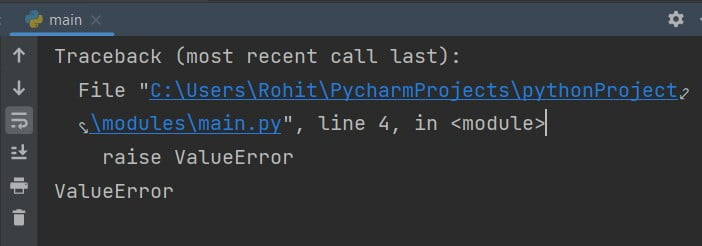 main
Traceback (most recent call last):
File "C:\Users\Rohit\PycharmProjects\pythonProject
\modules\main.py", line 4, in <module>
raise ValueError
ValueError